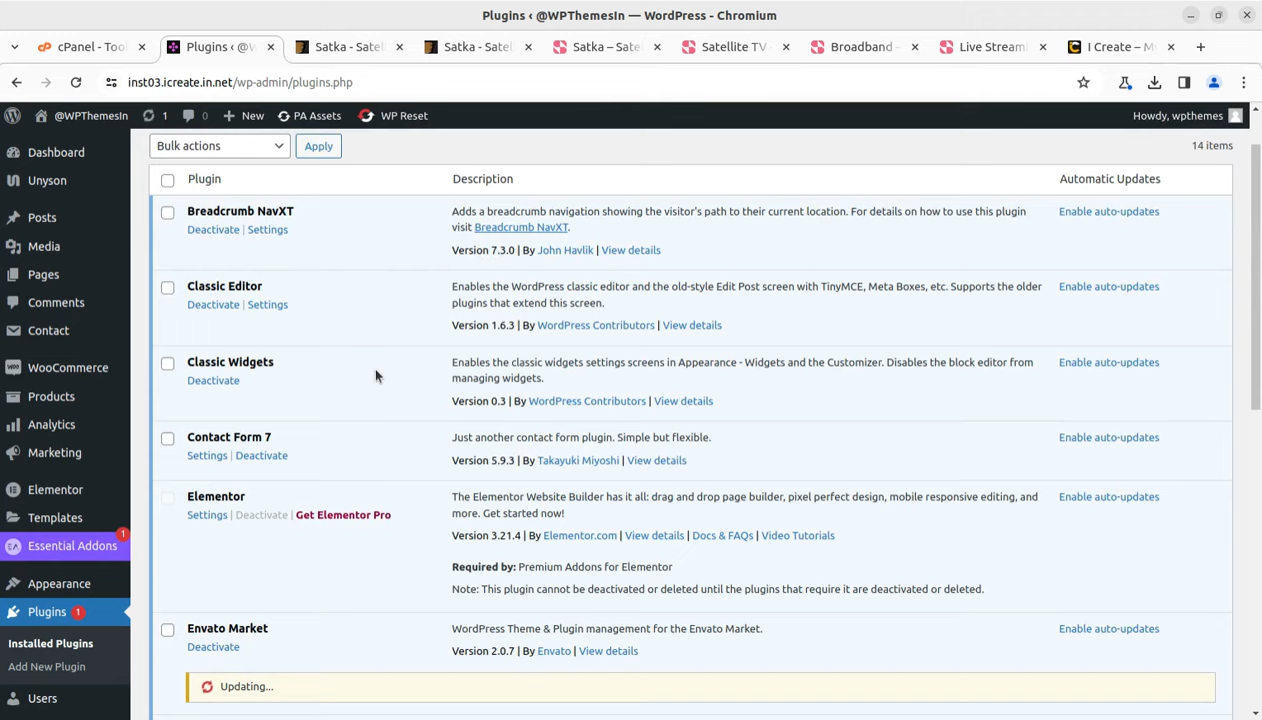 Plugins ‹ @WPThemesIn — WordPress - Chromium
cPanel - Too
Plugins ‹ @W
Satka - Satel
Satka - Satel
Satka – Sate
Satellite TV -
Broadband –
Live Stream
I Create – M
inst03.icreate.in.net/wp-admin/plugins.php
@WPThemesIn 1 0 New PA Assets WP Reset Howdy, wpthemes
Dashboard
Unyson
Posts
Media
Pages
Comments
Contact
WooCommerce
Products
Analytics
Marketing
Elementor
Templates
Essential Addons 1
Appearance
Plugins 1
Installed Plugins
Add New Plugin
Users
Bulk actions Apply 14 items
Plugin Description Automatic Updates
Breadcrumb NavXT
Deactivate | Settings
Adds a breadcrumb navigation showing the visitor's path to their current location. For details on how to use this plugin
visit Breadcrumb NavXT.
Version 7.3.0 | By John Havlik | View details
Enable auto-updates
Classic Editor
Deactivate | Settings
Enables the WordPress classic editor and the old-style Edit Post screen with TinyMCE, Meta Boxes, etc. Supports the older
plugins that extend this screen.
Version 1.6.3 | By WordPress Contributors | View details
Enable auto-updates
Classic Widgets
Deactivate
Enables the classic widgets settings screens in Appearance - Widgets and the Customizer. Disables the block editor from
managing widgets.
Version 0.3 | By WordPress Contributors | View details
Enable auto-updates
Contact Form 7
Settings | Deactivate
Just another contact form plugin. Simple but flexible.
Version 5.9.3 | By Takayuki Miyoshi | View details
Enable auto-updates
Elementor
Settings | Deactivate | Get Elementor Pro
The Elementor Website Builder has it all: drag and drop page builder, pixel perfect design, mobile responsive editing, and
more. Get started now!
Version 3.21.4 | By Elementor.com | View details | Docs & FAQs | Video Tutorials
Required by: Premium Addons for Elementor
Note: This plugin cannot be deactivated or deleted until the plugins that require it are deactivated or deleted.
Enable auto-updates
Envato Market
Deactivate
WordPress Theme & Plugin management for the Envato Market.
Version 2.0.7 | By Envato | View details
Enable auto-updates
Updating...